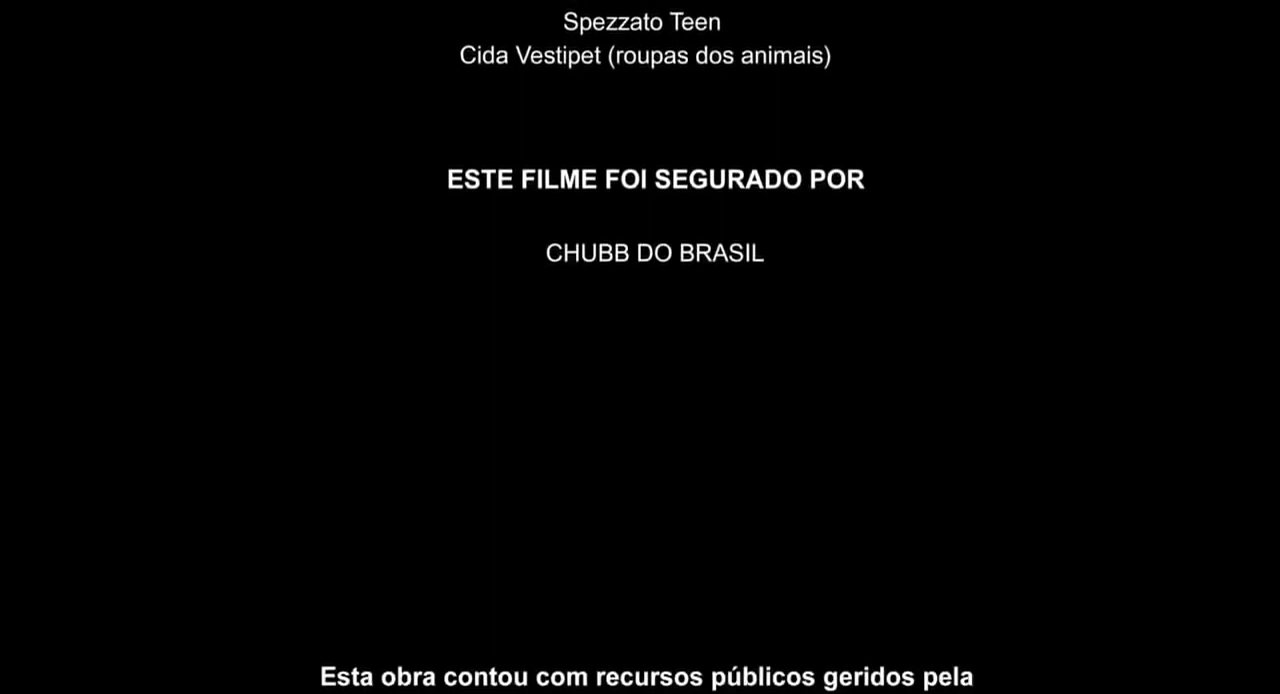 Spezzato Teen
Cida Vestipet (roupas dos animais)
ESTE FILME FOI SEGURADO POR
CHUBB DO BRASIL
Esta obra contou com recursos públicos geridos pela